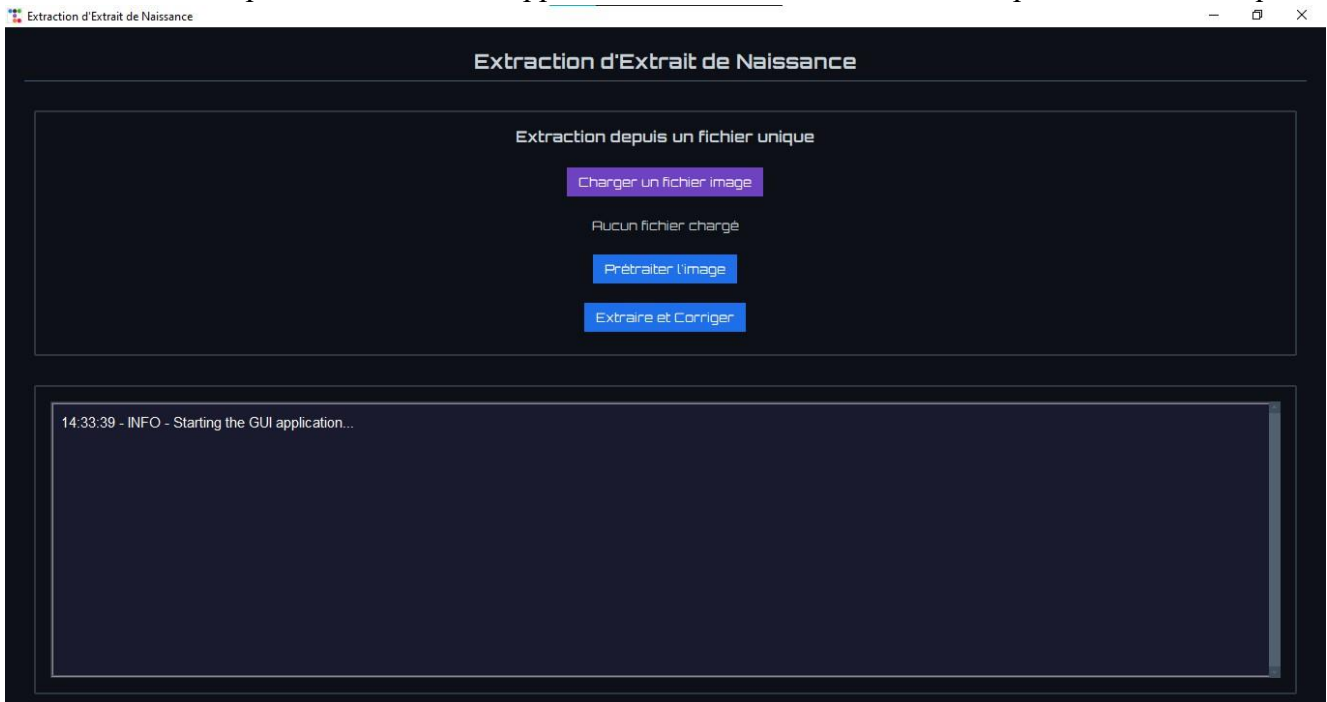 Extraction d'Extrait de Naissance
Extraction d'Extrait de Naissance
Extraction depuis un fichier unique
Charger un fichier image
Aucun fichier chargé
Prétraiter l'image
Extraire et Corriger
14:33:39 - INFO - Starting the GUI application...